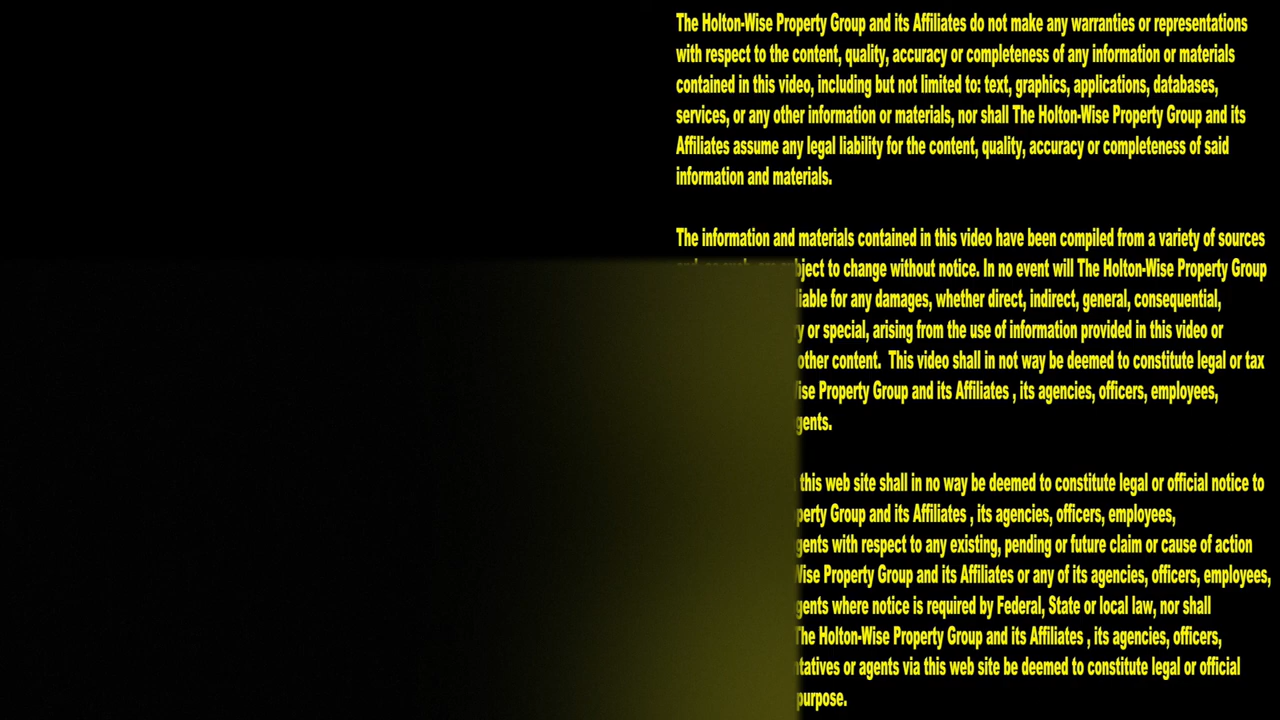 The Holton-Wise Property Group and its Affiliates do not make any warranties or representations
with respect to the content, quality, accuracy or completeness of any information or materials
contained in this video, including but not limited to: text, graphics, applications, databases,
services, or any other information or materials, nor shall The Holton-Wise Property Group and its
Affiliates assume any legal liability for the content, quality, accuracy or completeness of said
information and materials.
The information and materials contained in this video have been compiled from a variety of sources
to change without notice. In no event will The Holton-Wise Property Group
for any damages, whether direct, indirect, general, consequential,
or special, arising from the use of information provided in this video or
other content. This video shall in not way be deemed to constitute legal or tax
Property Group and its Affiliates , its agencies, officers, employees,
this web site shall in no way be deemed to constitute legal or official notice to
Group and its Affiliates , its agencies, officers, employees,
with respect to any existing, pending or future claim or cause of action
Property Group and its Affiliates or any of its agencies, officers, employees,
where notice is required by Federal, State or local law, nor shall
The Holton-Wise Property Group and its Affiliates , its agencies, officers,
or agents via this web site be deemed to constitute legal or official
purpose.